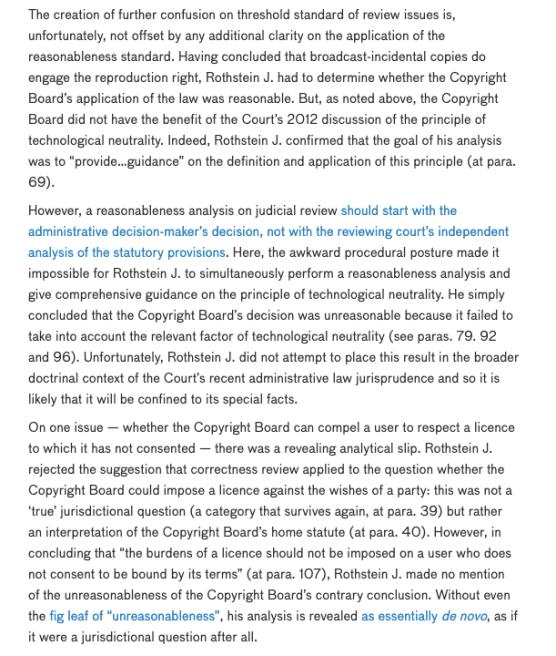 The creation of further confusion on threshold standard of review issues is,
unfortunately, not offset by any additional clarity on the application of the
reasonableness standard. Having concluded that broadcast-incidental copies do
engage the reproduction right, Rothstein J. had to determine whether the Copyright
Board's application of the law was reasonable. But, as noted above, the Copyright
Board did not have the benefit of the Court's 2012 discussion of the principle of
technological neutrality. Indeed, Rothstein J. confirmed that the goal of his analysis
was to “provide...guidance” on the definition and application of this principle (at para.
69).
However, a reasonableness analysis on judicial review should start with the
administrative decision-maker's decision, not with the reviewing court's independent
analysis of the statutory provisions. Here, the awkward procedural posture made it
impossible for Rothstein J. to simultaneously perform a reasonableness analysis and
give comprehensive guidance on the principle of technological neutrality. He simply
concluded that the Copyright Board's decision was unreasonable because it failed to
take into account the relevant factor of technological neutrality (see paras. 79. 92
and 96). Unfortunately, Rothstein J. did not attempt to place this result in the broader
doctrinal context of the Court's recent administrative law jurisprudence and so it is
likely that it will be confined to its special facts.
On one issue — whether the Copyright Board can compel a user to respect a licence
to which it has not consented — there was a revealing analytical slip. Rothstein J.
rejected the suggestion that correctness review applied to the question whether the
Copyright Board could impose a licence against the wishes of a party: this was not a
‘true’ jurisdictional question (a category that survives again, at para. 39) but rather
an interpretation of the Copyright Board's home statute (at para. 40). However, in
concluding that “the burdens of a licence should not be imposed on a user who does
not consent to be bound by its terms” (at para. 107), Rothstein J. made no mention
of the unreasonableness of the Copyright Board's contrary conclusion. Without even
the fig leaf of “unreasonableness”, his analysis is revealed as essentially de novo, as if
it were a jurisdictional question after all.